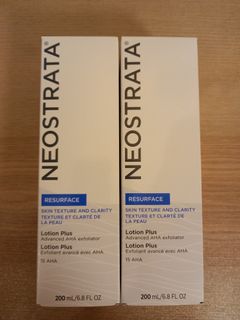 NEOSTRATA®
RESURFACE
SKIN TEXTURE AND CLARITY
TEXTURE ET CLARTÉ DE
LA PEAU
Lotion Plus
Advanced AHA exfoliator
Lotion Plus
Exfoliant avancé avec AHA
15 AHA
200 mL/6.8 FL OZ
NEOSTRATA®
RESURFACE
SKIN TEXTURE AND CLARITY
TEXTURE ET CLARTÉ DE
LA PEAU
Lotion Plus
Advanced AHA exfoliator
Lotion Plus
Exfoliant avancé avec AHA
15 AHA
200 mL/6.8 FL OZ